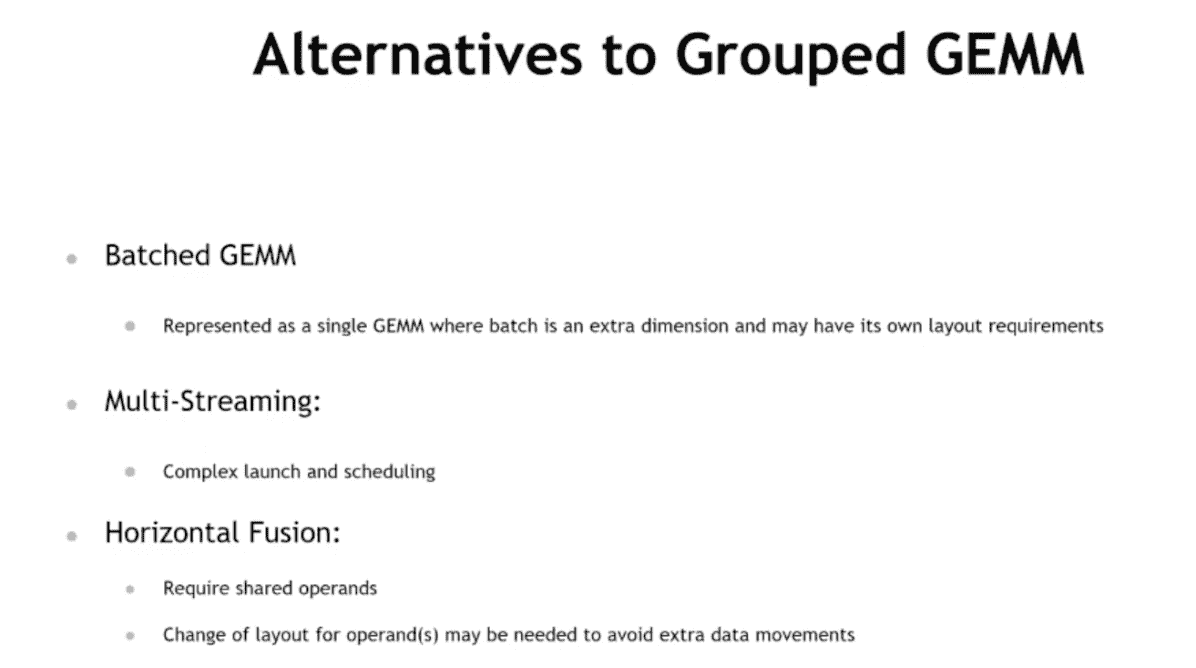 Alternatives to Grouped GEMM
Batched GEMM
Represented as a single GEMM where batch is an extra dimension and may have its own layout requirements
Multi-Streaming:
Complex launch and scheduling
Horizontal Fusion:
Require shared operands
Change of layout for operand(s) may be needed to avoid extra data movements